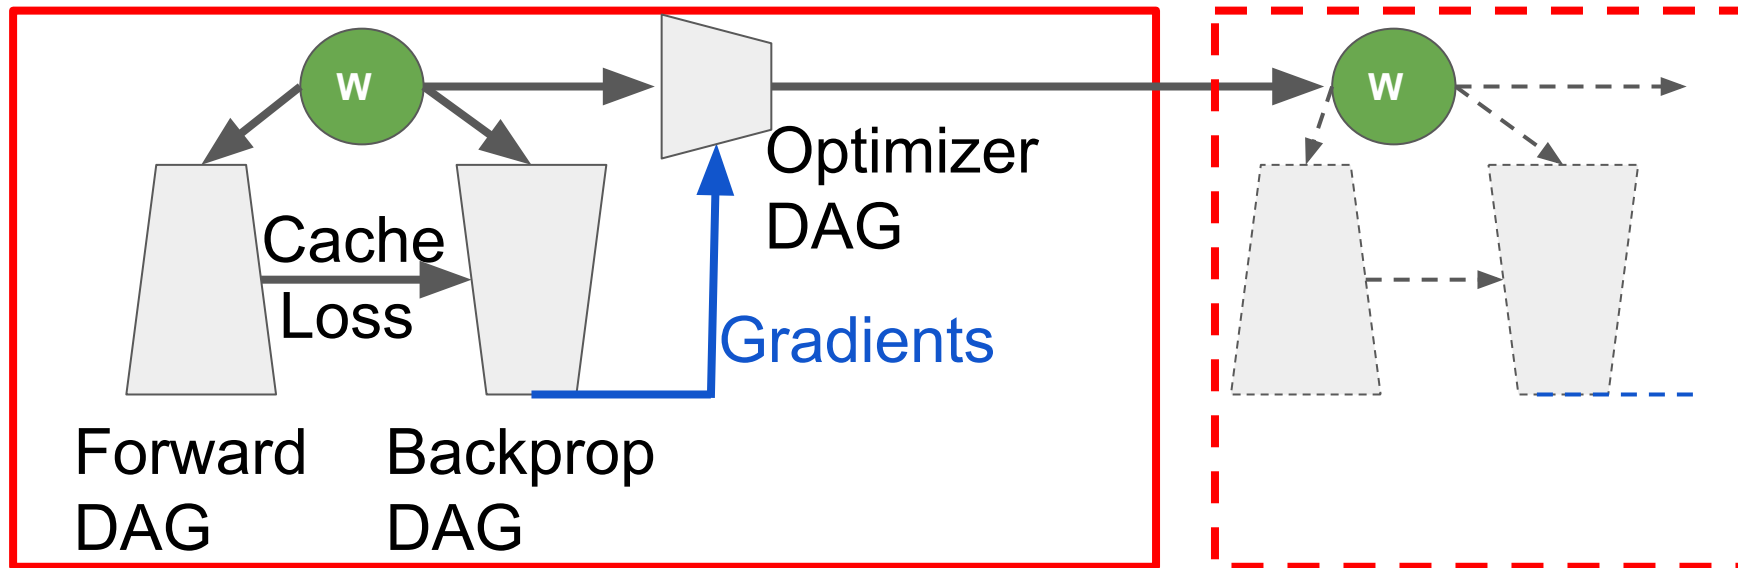 W
W
Optimizer
DAG
Cache
Loss
Gradients
Forward
DAG
Backprop
DAG